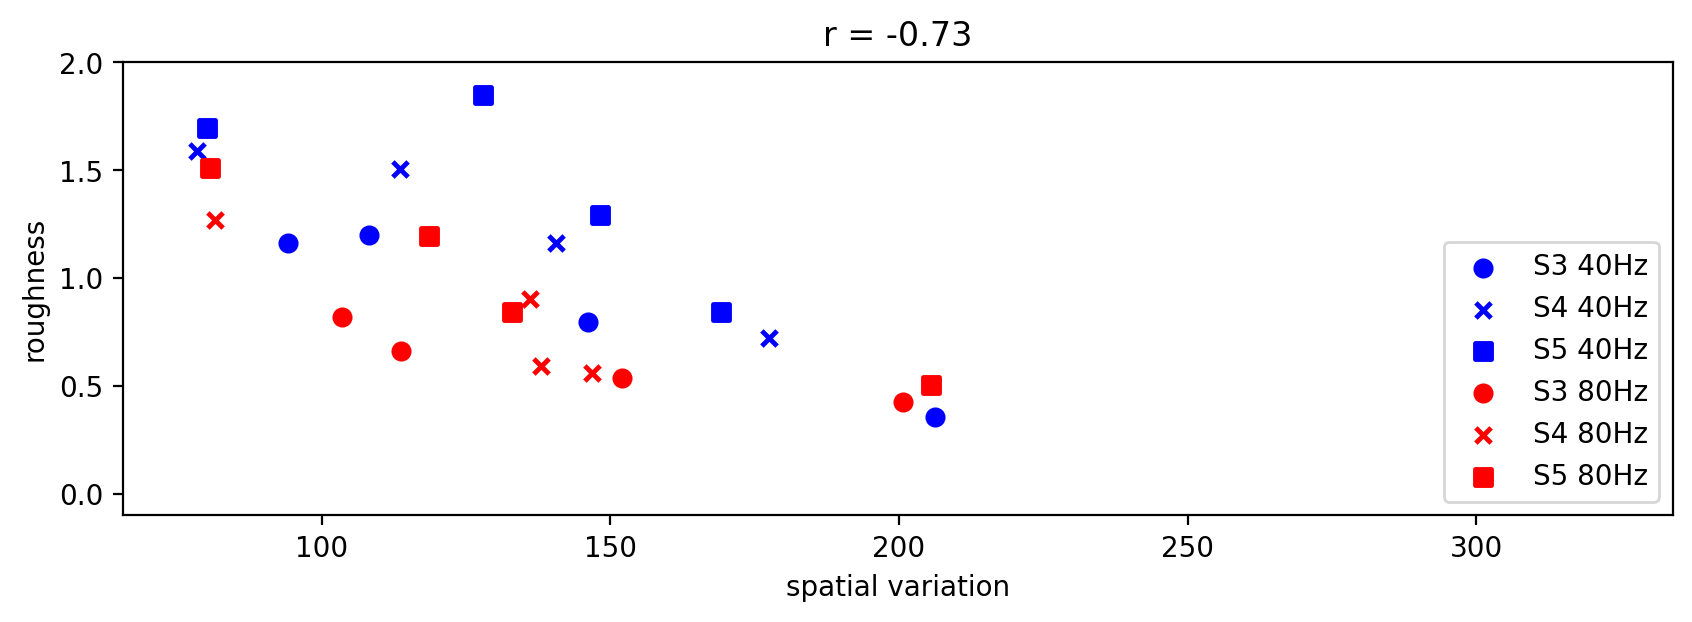 r = -0.73
2.0
1.5
1.0
0.5
0.0
roughness
100 150 200 250 300
spatial variation
S3 40Hz
S4 40Hz
S5 40Hz
S3 80Hz
S4 80Hz
S5 80Hz